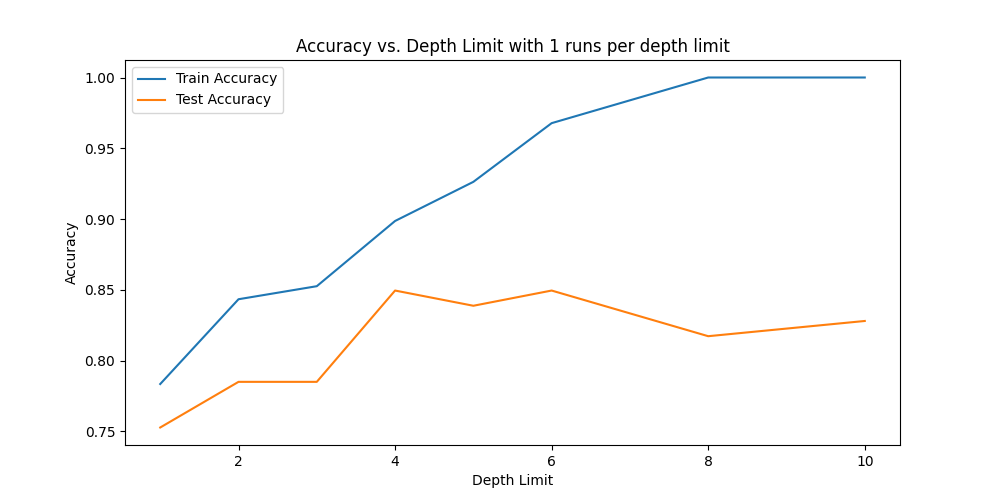 Accuracy vs. Depth Limit with 1 runs per depth limit
Train Accuracy
Test Accuracy
1.00
0.95
0.90
0.85
0.80
0.75
Accuracy
2 4 6 8 10
Depth Limit